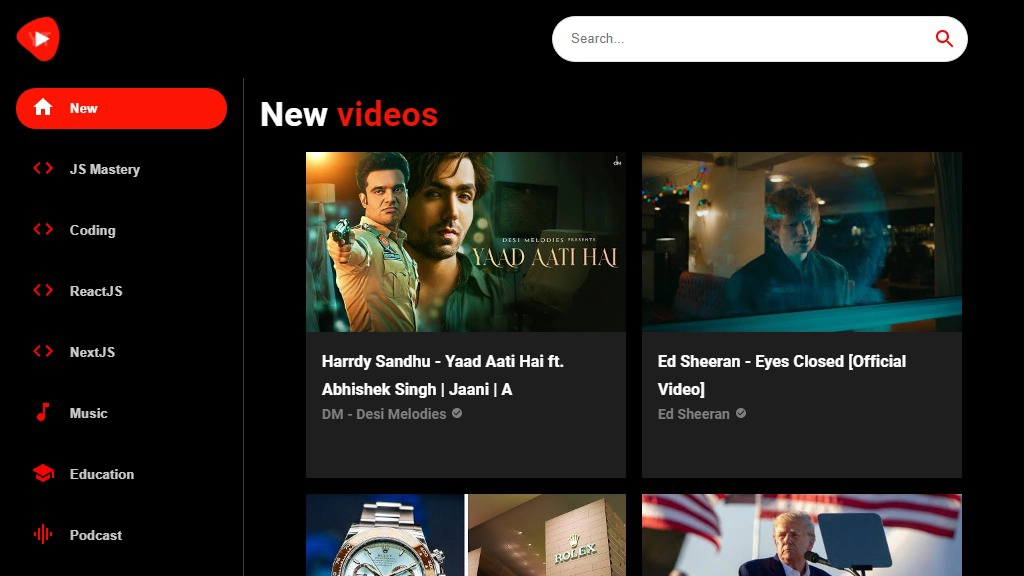 Search...
New
JS Mastery
Coding
ReactJS
NextJS
Music
Education
Podcast
New videos
DESI MELODIES PRESENTS
YAAD AATI HAI
Harrdy Sandhu - Yaad Aati Hai ft.
Abhishek Singh | Jaani | A
DM - Desi Melodies
Ed Sheeran - Eyes Closed [Official
Video]
Ed Sheeran
ROLEX